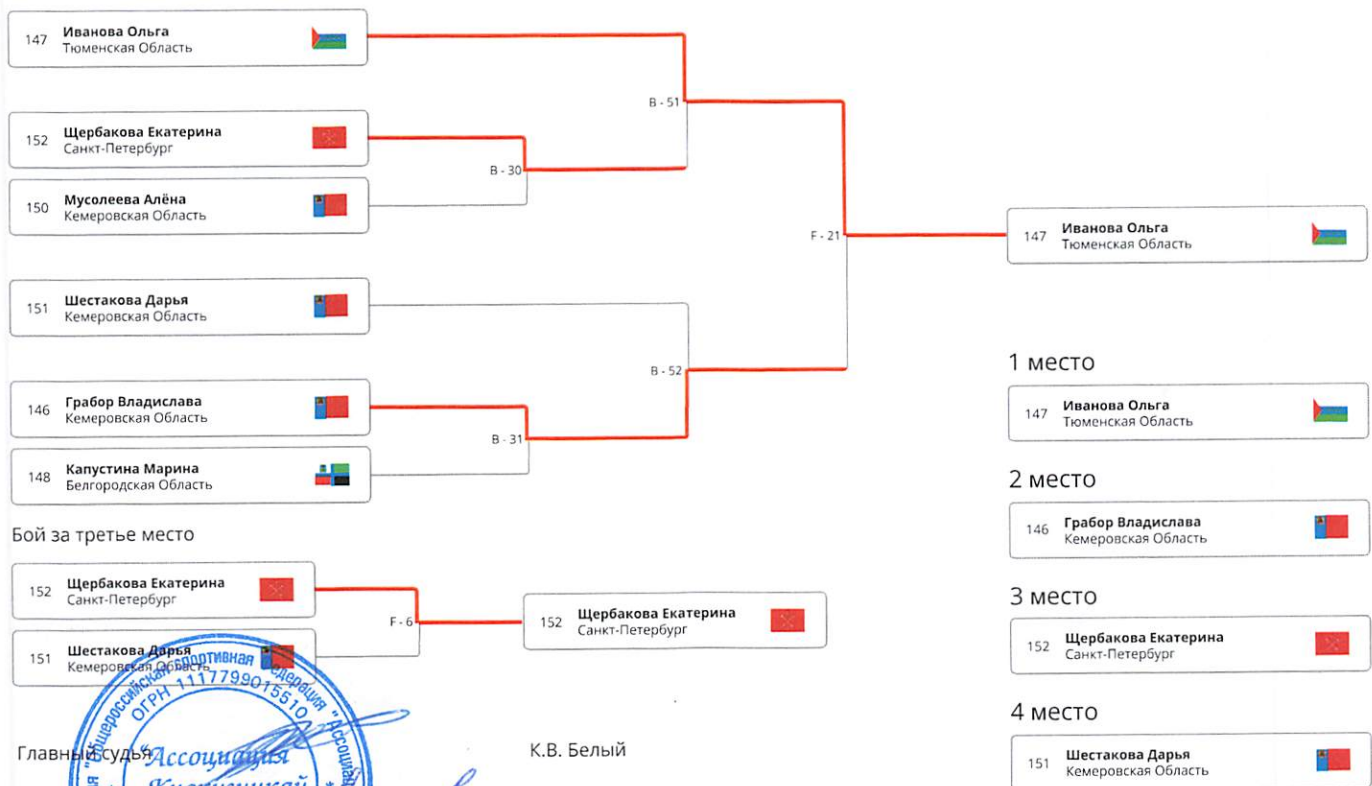 147 Иванова Ольга
Тюменская Область
B - 51
152 Щербакова Екатерина
Санкт-Петербург
B - 30
150 Мусолеева Алёна
Кемеровская Область
F - 21
147 Иванова Ольга
Тюменская Область
151 Шестакова Дарья
Кемеровская Область
B - 52
146 Грабор Владислава
Кемеровская Область
B - 31
148 Капустина Марина
Белгородская Область
1 место
147 Иванова Ольга
Тюменская Область
2 место
146 Грабор Владислава
Кемеровская Область
3 место
152 Щербакова Екатерина
Санкт-Петербург
4 место
151 Шестакова Дарья
Кемеровская Область
Бой за третье место
152 Щербакова Екатерина
Санкт-Петербург
F - 6
152 Щербакова Екатерина
Санкт-Петербург
151 Шестакова Дарья
Кемеровская Область
Главный судья
К.В. Белый
"Общероссийская спортивная федерация
ОГРН 1117799015510
"Ассоциация